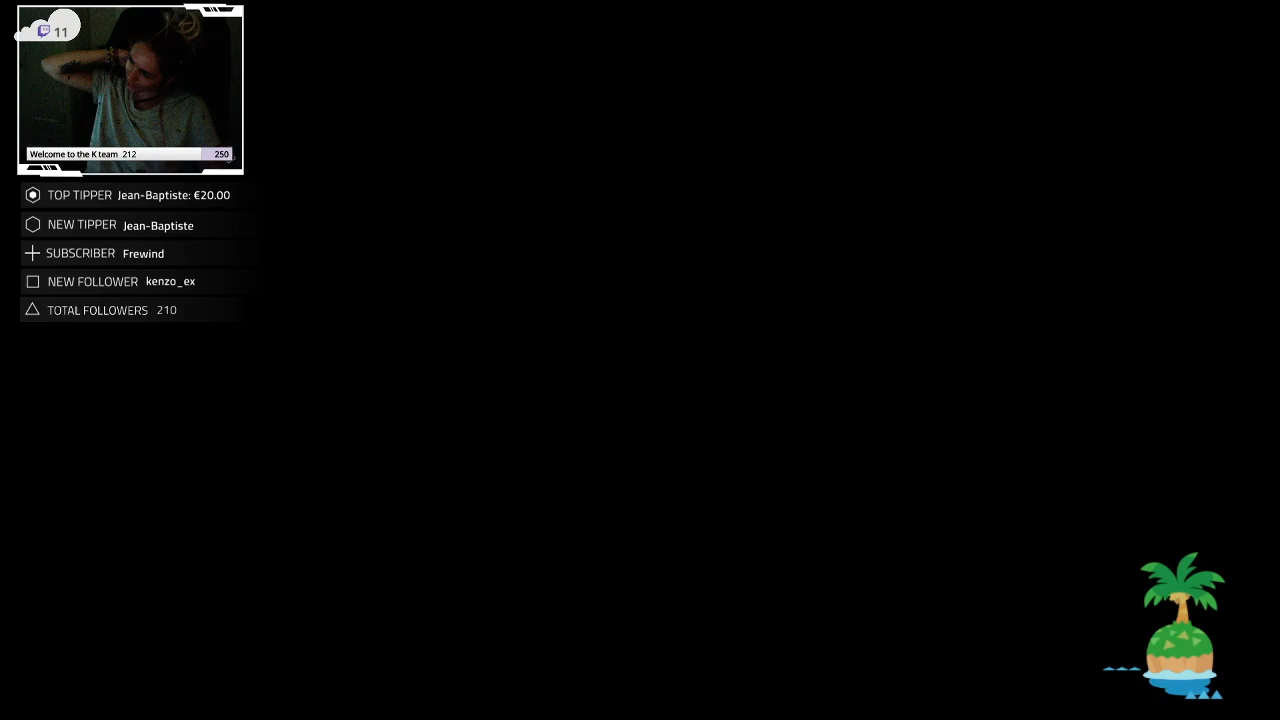 11
Welcome to the K team 212 250
TOP TIPPER Jean-Baptiste: €20.00
NEW TIPPER Jean-Baptiste
SUBSCRIBER Frewind
NEW FOLLOWER kenzo_ex
TOTAL FOLLOWERS 210